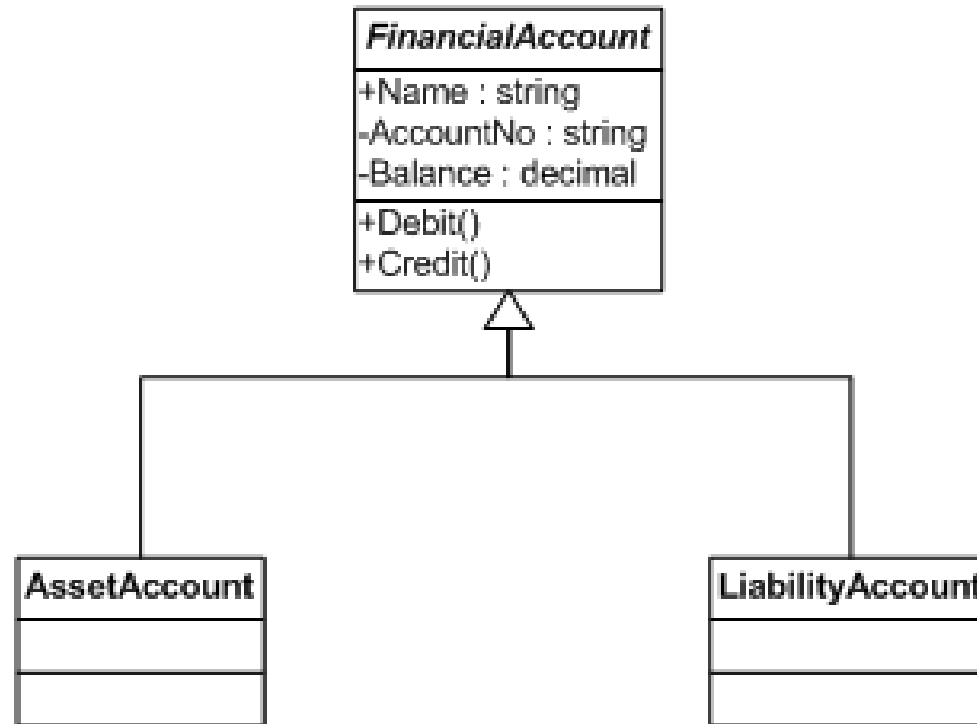 FinancialAccount
+Name : string
-AccountNo : string
-Balance : decimal
+Debit()
+Credit()
AssetAccount
LiabilityAccount